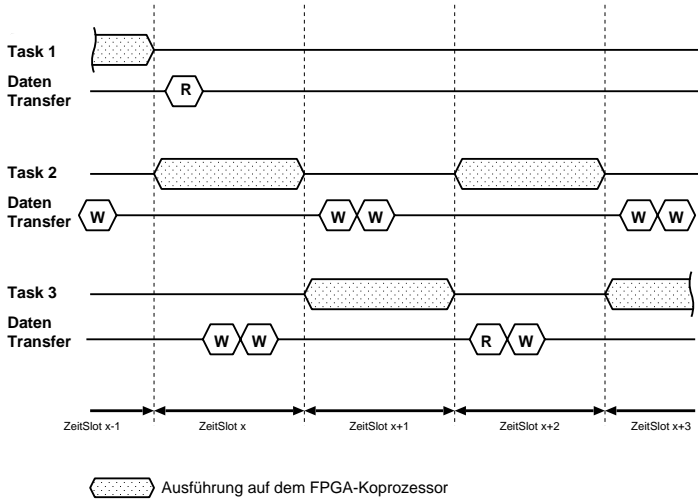 Task 1
Daten
Transfer
R
Task 2
Daten
Transfer
W
W W
W W
Task 3
Daten
Transfer
W W
R W
ZeitSlot x-1 ZeitSlot x ZeitSlot x+1 ZeitSlot x+2 ZeitSlot x+3
Ausführung auf dem FPGA-Koprozessor